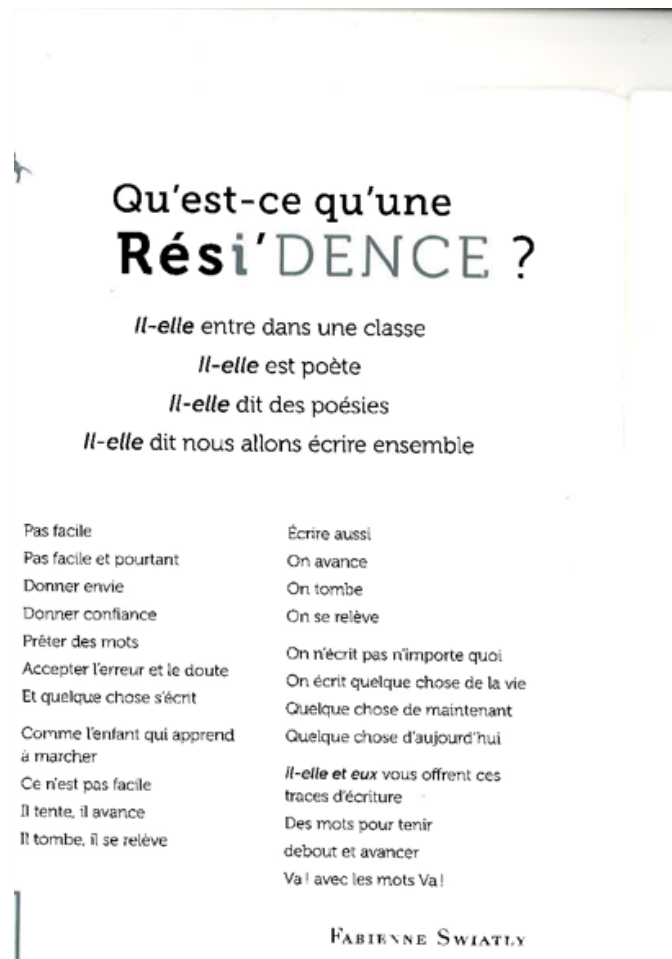 Qu'est-ce qu'une
Rési'DENCE ?
Il-elle entre dans une classe
Il-elle est poète
Il-elle dit des poésies
Il-elle dit nous allons écrire ensemble
Pas facile
Pas facile et pourtant
Donner envie
Donner confiance
Prêter des mots
Accepter l'erreur et le doute
Et quelque chose s'écrit
Comme l'enfant qui apprend
à marcher
Ce n'est pas facile
Il tente, il avance
Il tombe, il se relève
Écrire aussi
On avance
On tombe
On se relève
On n'écrit pas n'importe quoi
On écrit quelque chose de la vie
Quelque chose de maintenant
Quelque chose d'aujourd'hui
Il-elle et eux vous offrent ces
traces d'écriture
Des mots pour tenir
debout et avancer
Va ! avec les mots Va !
FABIENNE SWIATLY